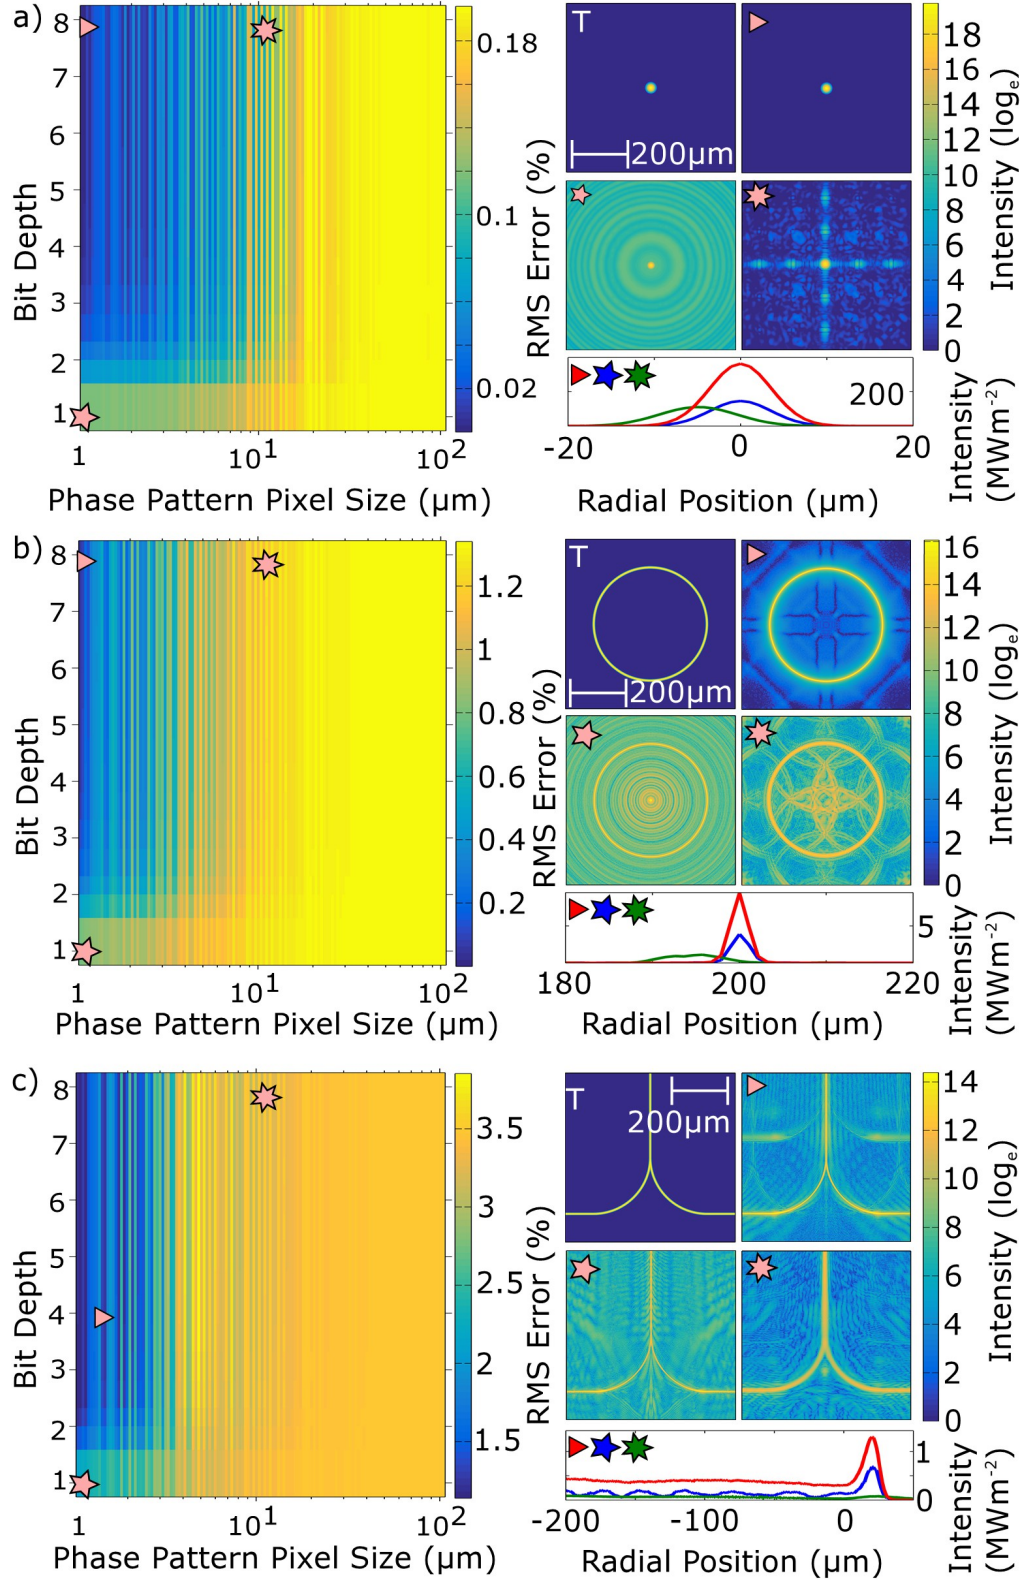 a)
Bit Depth
8
7
6
5
4
3
2
1
1
10¹
10²
Phase Pattern Pixel Size (µm)
0.18
0.1
0.02
RMS Error (%)
T
200µm
18
16
14
12
10
8
6
4
2
0
Intensity (logₑ)
200
-20
0
20
Radial Position (µm)
Intensity
(MWm⁻²)
b)
Bit Depth
8
7
6
5
4
3
2
1
1
10¹
10²
Phase Pattern Pixel Size (µm)
1.2
1
0.8
0.6
0.4
0.2
RMS Error (%)
T
200µm
16
14
12
10
8
6
4
2
0
Intensity (logₑ)
5
180
200
220
Radial Position (µm)
Intensity
(MWm⁻²)
c)
Bit Depth
8
7
6
5
4
3
2
1
1
10¹
10²
Phase Pattern Pixel Size (µm)
3.5
3
2.5
2
1.5
RMS Error (%)
T
200µm
14
12
10
8
6
4
2
0
Intensity (logₑ)
1
0
-200
-100
0
Radial Position (µm)
Intensity
(MWm⁻²)